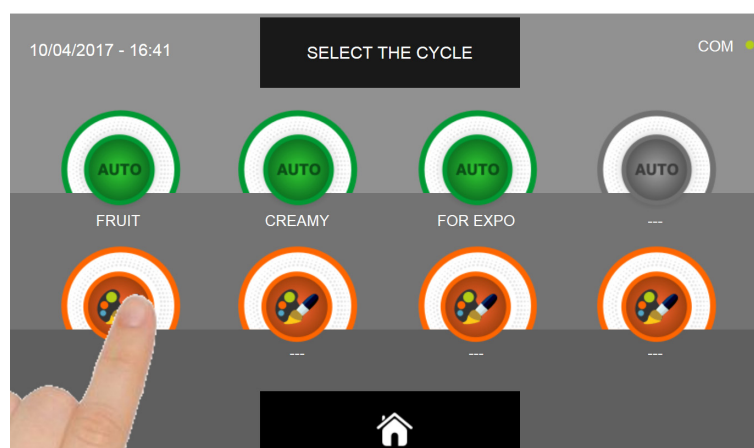 10/04/2017 - 16:41
SELECT THE CYCLE
COM
AUTO
AUTO
AUTO
AUTO
FRUIT
CREAMY
FOR EXPO
---
---
---
---